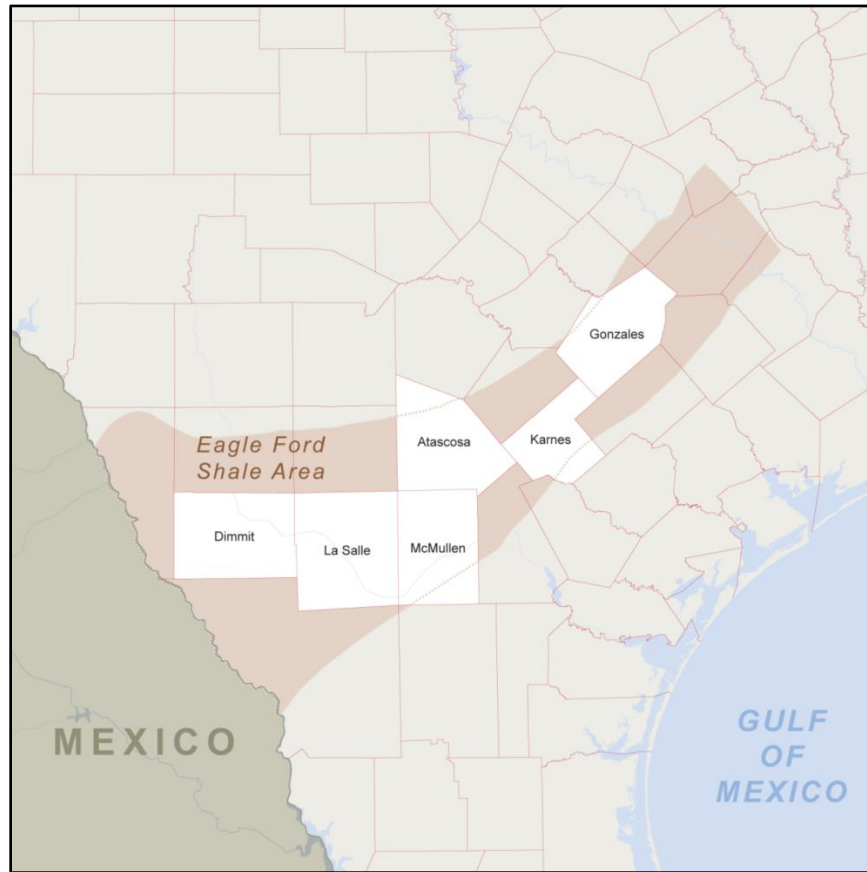 Gonzales
Karnes
Atascosa
Eagle Ford
Shale Area
Dimmit
La Salle
McMullen
MEXICO
GULF
OF
MEXICO